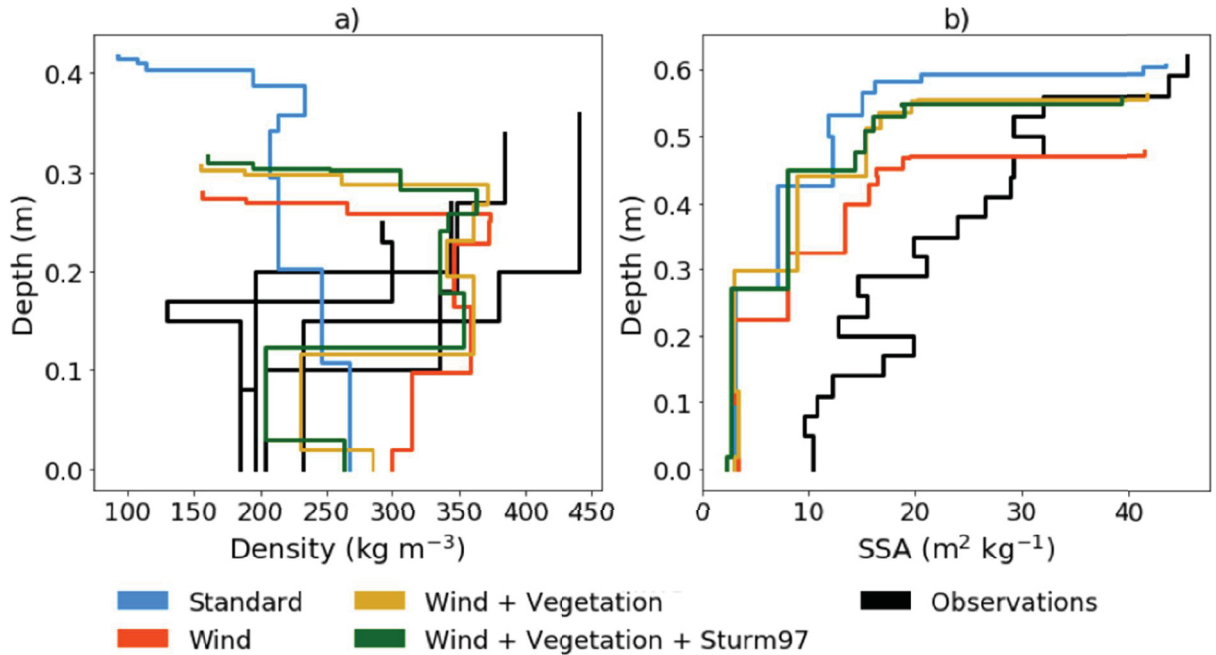 a)
0.4
0.3
0.2
0.1
0.0
Depth (m)
100 150 200 250 300 350 400 450
Density (kg m⁻³)
b)
0.6
0.5
0.4
0.3
0.2
0.1
0.0
Depth (m)
0 10 20 30 40
SSA (m² kg⁻¹)
Standard
Wind
Wind + Vegetation
Wind + Vegetation + Sturm97
Observations